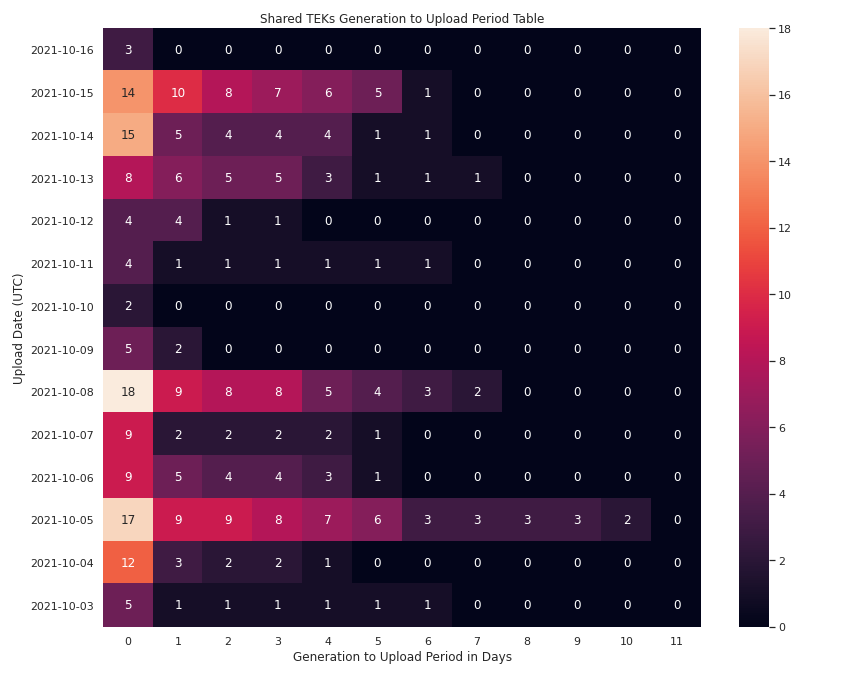 Shared TEKs Generation to Upload Period Table
Upload Date (UTC)
2021-10-16 3 0 0 0 0 0 0 0 0 0 0 0
2021-10-15 14 10 8 7 6 5 1 0 0 0 0 0
2021-10-14 15 5 4 4 4 1 1 0 0 0 0 0
2021-10-13 8 6 5 5 3 1 1 1 0 0 0 0
2021-10-12 4 4 1 1 0 0 0 0 0 0 0 0
2021-10-11 4 1 1 1 1 1 1 0 0 0 0 0
2021-10-10 2 0 0 0 0 0 0 0 0 0 0 0
2021-10-09 5 2 0 0 0 0 0 0 0 0 0 0
2021-10-08 18 9 8 8 5 4 3 2 0 0 0 0
2021-10-07 9 2 2 2 2 1 0 0 0 0 0 0
2021-10-06 9 5 4 4 3 1 0 0 0 0 0 0
2021-10-05 17 9 9 8 7 6 3 3 3 3 2 0
2021-10-04 12 3 2 2 1 0 0 0 0 0 0 0
2021-10-03 5 1 1 1 1 1 1 0 0 0 0 0
0 1 2 3 4 5 6 7 8 9 10 11
Generation to Upload Period in Days
18
16
14
12
10
8
6
4
2
0